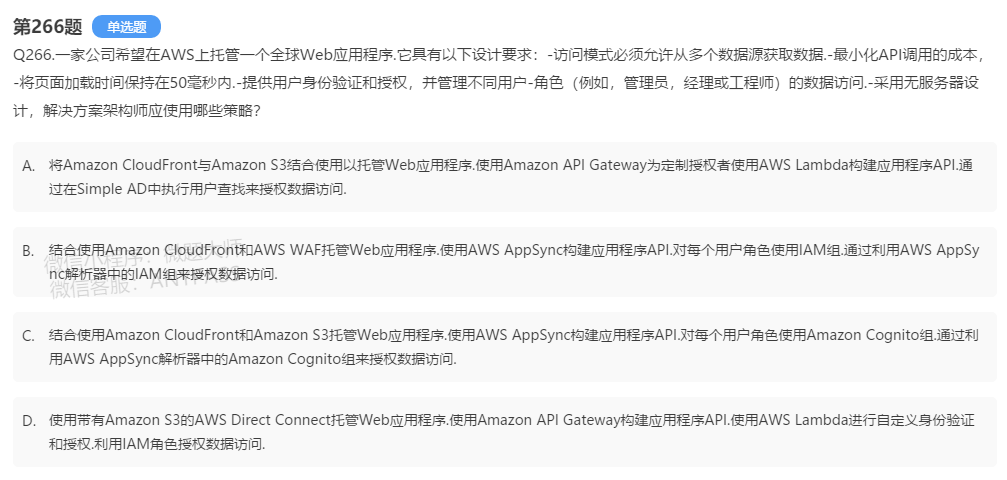 第266题 单选题
Q266.一家公司希望在AWS上托管一个全球Web应用程序.它具有以下设计要求：-访问模式必须允许从多个数据源获取数据.-最小化API调用的成本，
-将页面加载时间保持在50毫秒内.-提供用户身份验证和授权，并管理不同用户-角色（例如，管理员，经理或工程师）的数据访问.-采用无服务器设
计，解决方案架构师应使用哪些策略？
A. 将Amazon CloudFront与Amazon S3结合使用以托管Web应用程序.使用Amazon API Gateway为定制授权者使用AWS Lambda构建应用程序API.通
过在Simple AD中执行用户查找来授权数据访问.
B. 结合使用Amazon CloudFront和AWS WAF托管Web应用程序.使用AWS AppSync构建应用程序API.对每个用户角色使用IAM组.通过利用AWS AppSy
nc解析器中的IAM组来授权数据访问.
微信小程序：微题大师
微信客服：
C. 结合使用Amazon CloudFront和Amazon S3托管Web应用程序.使用AWS AppSync构建应用程序API.对每个用户角色使用Amazon Cognito组.通过利
用AWS AppSync解析器中的Amazon Cognito组来授权数据访问.
D. 使用带有Amazon S3的AWS Direct Connect托管Web应用程序.使用Amazon API Gateway构建应用程序API.使用AWS Lambda进行自定义身份验证
和授权.利用IAM角色授权数据访问.